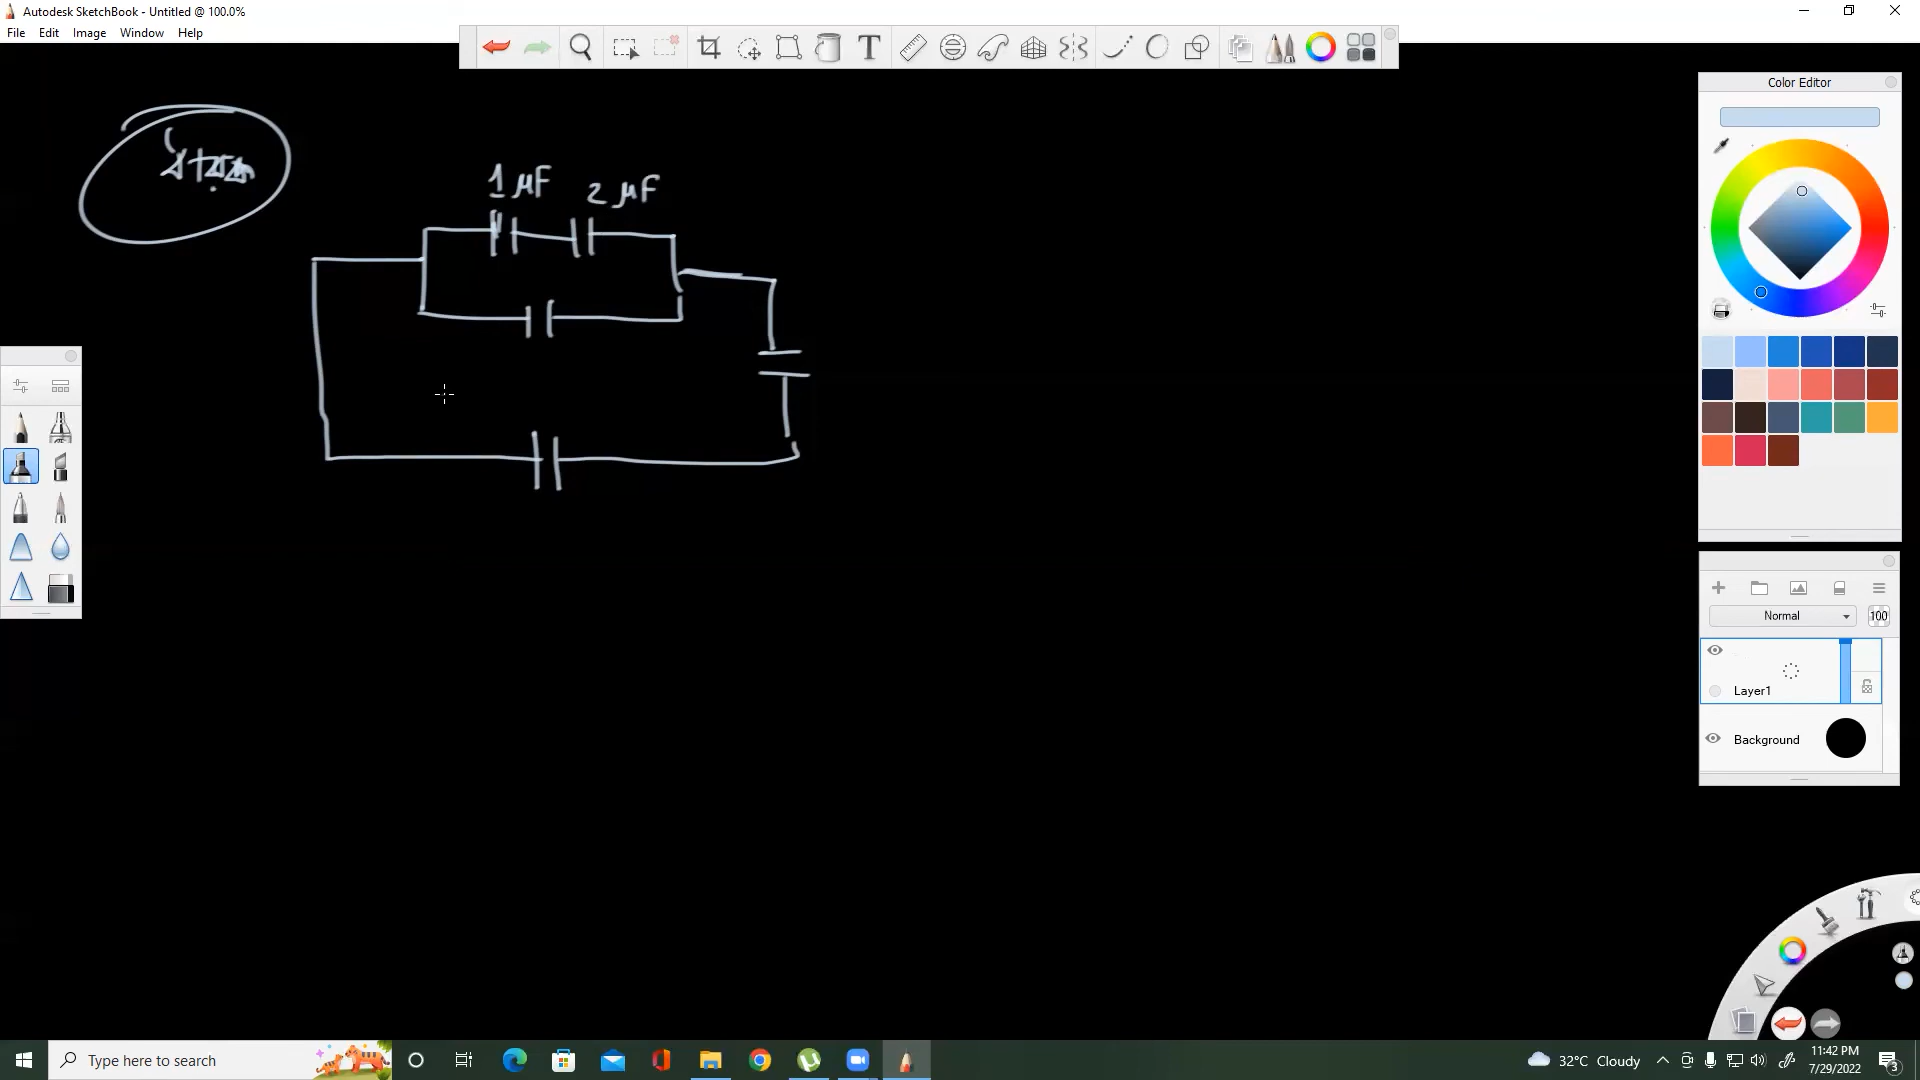 Autodesk SketchBook - Untitled @ 100.0%
File Edit Image Window Help
T
Color Editor
1 μF 2 μF
Normal 100
Layer1
Background
Type here to search
32°C Cloudy
11:42 PM
7/29/2022
3